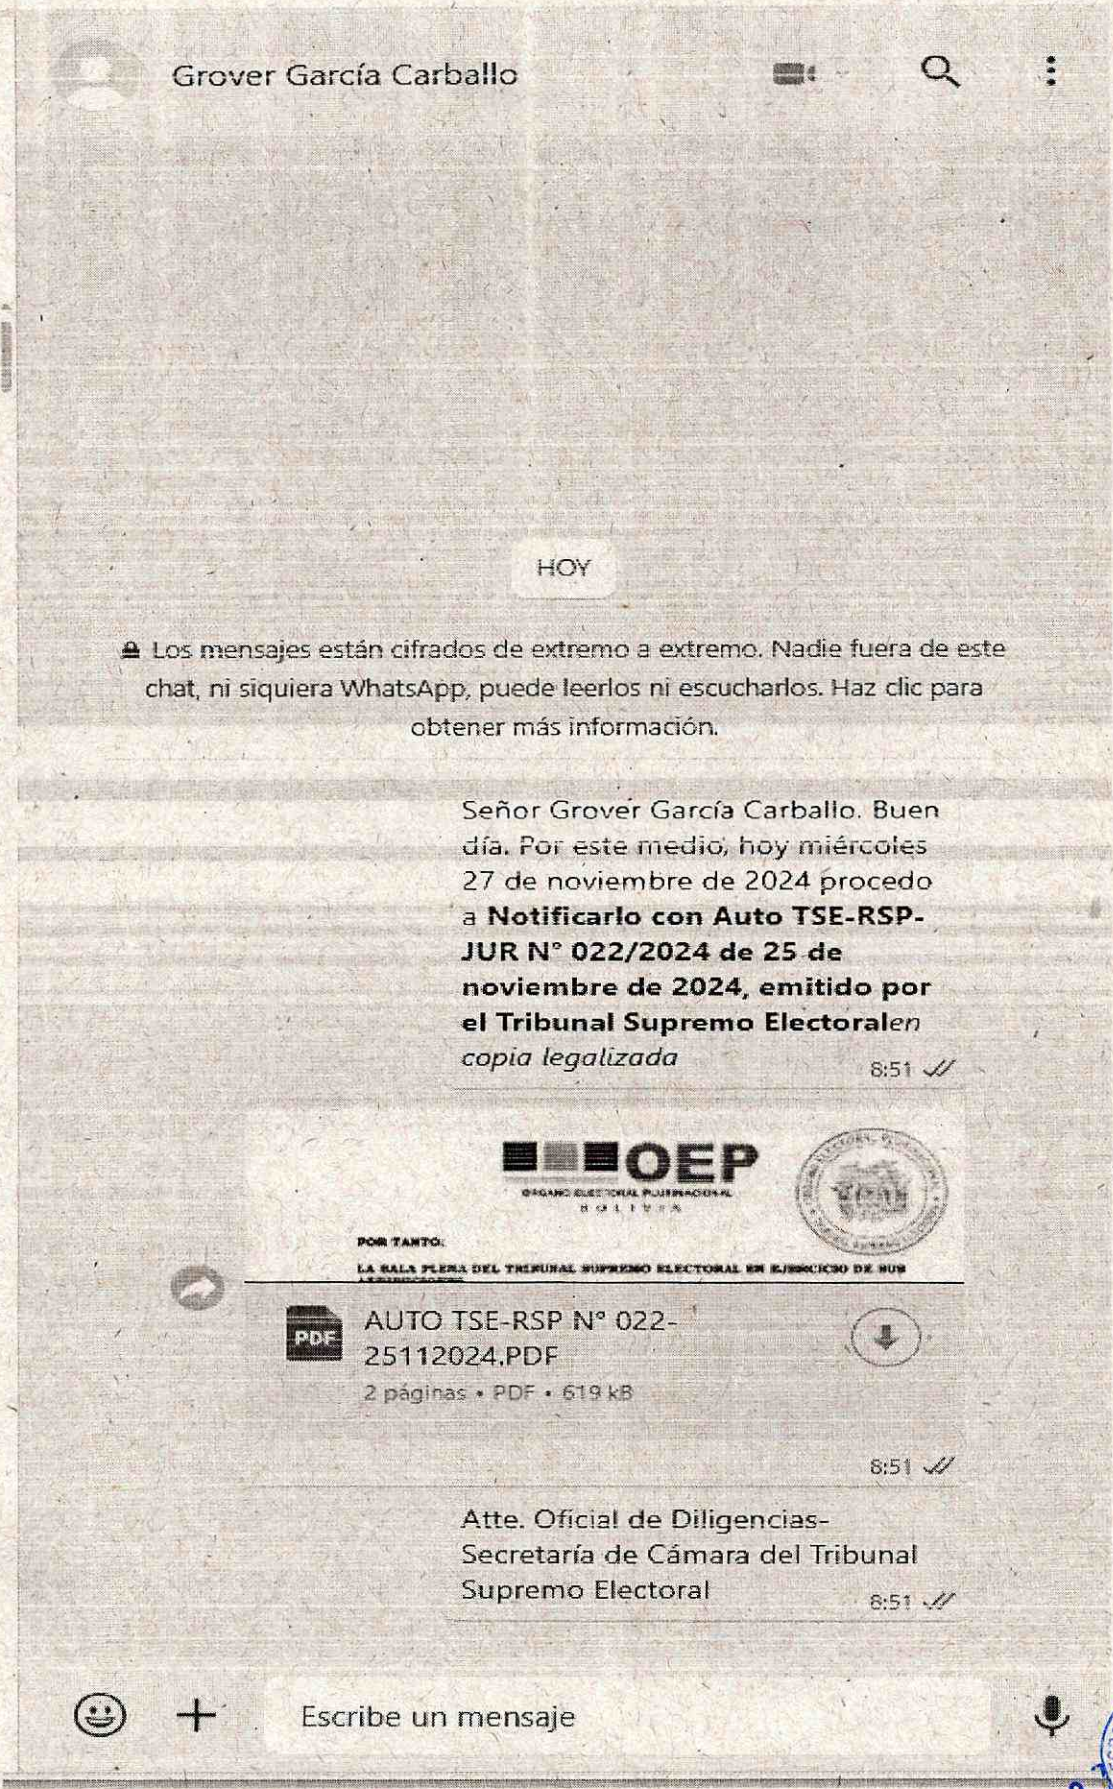 Grover García Carballo
HOY
Los mensajes están cifrados de extremo a extremo. Nadie fuera de este
chat, ni siquiera WhatsApp, puede leerlos ni escucharlos. Haz clic para
obtener más información.
Señor Grover García Carballo. Buen
día. Por este medio, hoy miércoles
27 de noviembre de 2024 procedo
a Notificarlo con Auto TSE-RSP-
JUR N° 022/2024 de 25 de
noviembre de 2024, emitido por
el Tribunal Supremo Electoralen
copia legalizada
8:51
OEP
ORGANO ELECTORAL PLURINACIONAL
BOLIVIA
POR TANTO:
LA SALA PLENA DEL TRIBUNAL SUPREMO ELECTORAL EN EJERCICIO DE SUS
PDF
AUTO TSE-RSP N° 022-
25112024.PDF
2 páginas • PDF • 619 kB
8:51
Atte. Oficial de Diligencias-
Secretaría de Cámara del Tribunal
Supremo Electoral
8:51
Escribe un mensaje